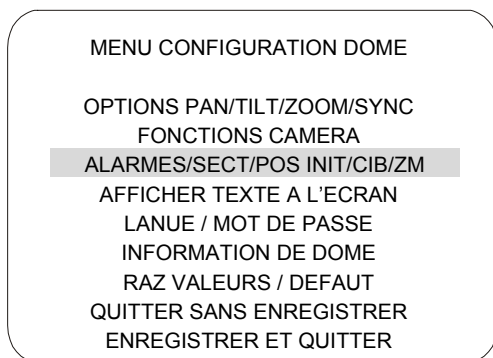 MENU CONFIGURATION DOME
OPTIONS PAN/TILT/ZOOM/SYNC
FONCTIONS CAMERA
ALARMES/SECT/POS INIT/CIB/ZM
AFFICHER TEXTE A L'ECRAN
LANUE / MOT DE PASSE
INFORMATION DE DOME
RAZ VALEURS / DEFAUT
QUITTER SANS ENREGISTRER
ENREGISTRER ET QUITTER